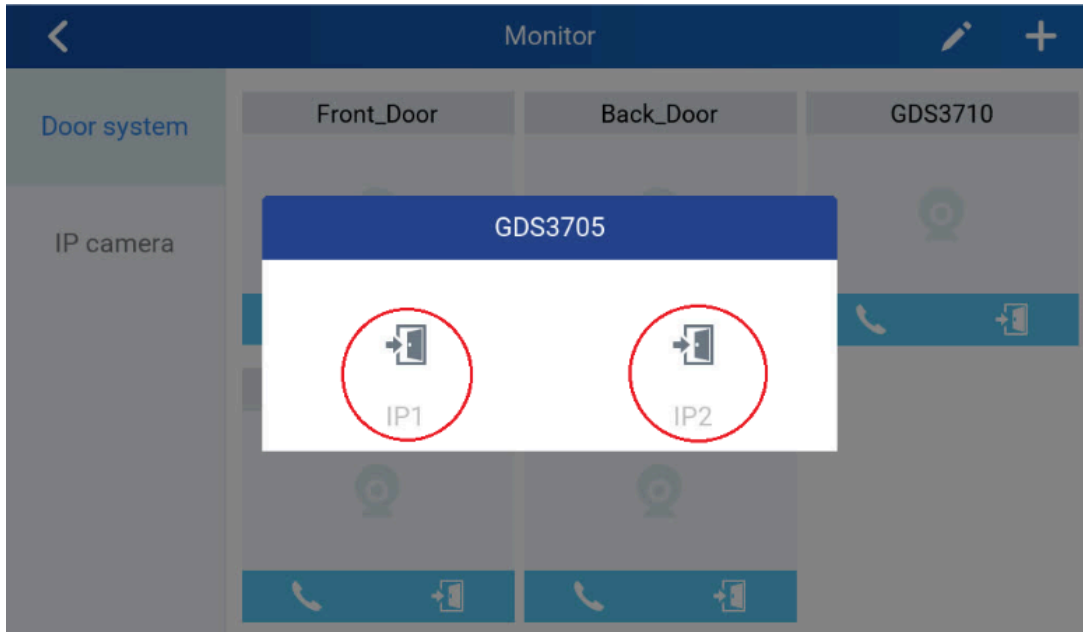 Monitor
Door system
IP camera
Front_Door
Back_Door
GDS3710
GDS3705
IP1
IP2